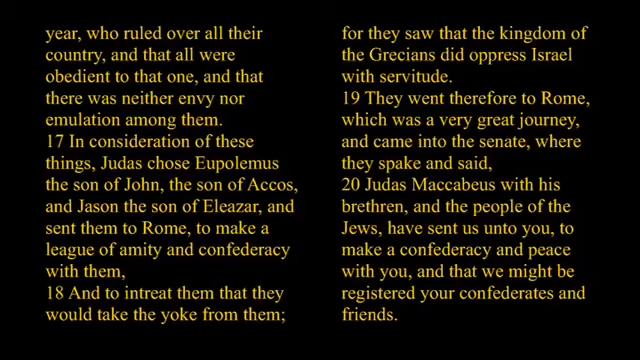 year, who ruled over all their
country, and that all were
obedient to that one, and that
there was neither envy nor
emulation among them.
17 In consideration of these
things, Judas chose Eupolemus
the son of John, the son of Accos,
and Jason the son of Eleazar, and
sent them to Rome, to make a
league of amity and confederacy
with them,
18 And to intreat them that they
would take the yoke from them;
for they saw that the kingdom of
the Grecians did oppress Israel
with servitude.
19 They went therefore to Rome,
which was a very great journey,
and came into the senate, where
they spake and said,
20 Judas Maccabeus with his
brethren, and the people of the
Jews, have sent us unto you, to
make a confederacy and peace
with you, and that we might be
registered your confederates and
friends.